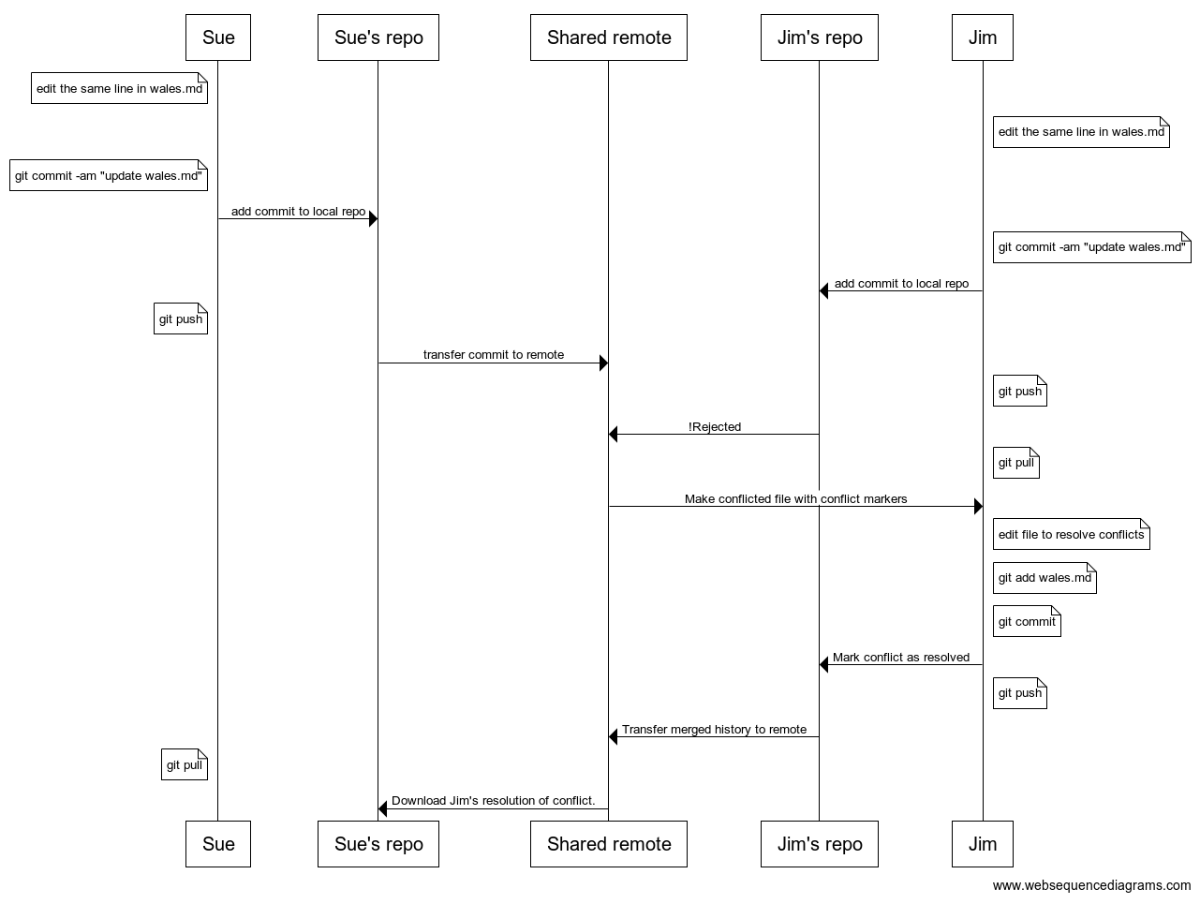 Sue
Sue's repo
Shared remote
Jim's repo
Jim
edit the same line in wales.md
edit the same line in wales.md
git commit -am "update wales.md"
add commit to local repo
git commit -am "update wales.md"
add commit to local repo
git push
transfer commit to remote
git push
!Rejected
git pull
Make conflicted file with conflict markers
edit file to resolve conflicts
git add wales.md
git commit
Mark conflict as resolved
git push
Transfer merged history to remote
git pull
Download Jim's resolution of conflict.
Sue
Sue's repo
Shared remote
Jim's repo
Jim
www.websequencediagrams.com